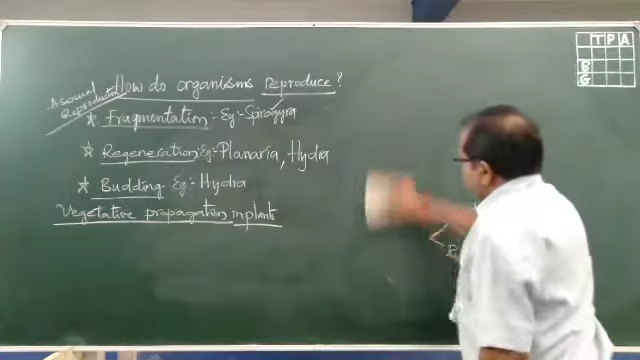 How do organisms reproduce?
Asexual Reproduction
* Fragmentation:- Eg:- Spirogyra
* Regeneration:- Eg:- Planaria, Hydra
* Budding. Eg:- Hydra
Vegetative propagation in plants
T P A
B
G